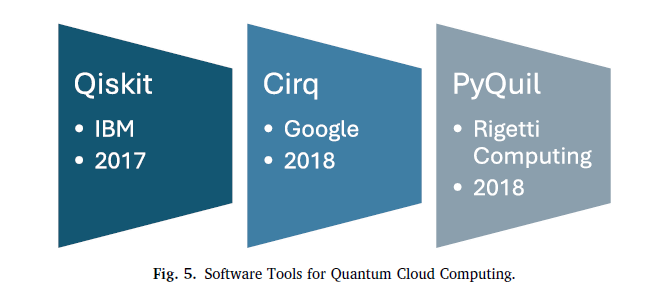 Qiskit
• IBM
• 2017
Cirq
• Google
• 2018
PyQuil
• Rigetti
Computing
• 2018
Fig. 5. Software Tools for Quantum Cloud Computing.